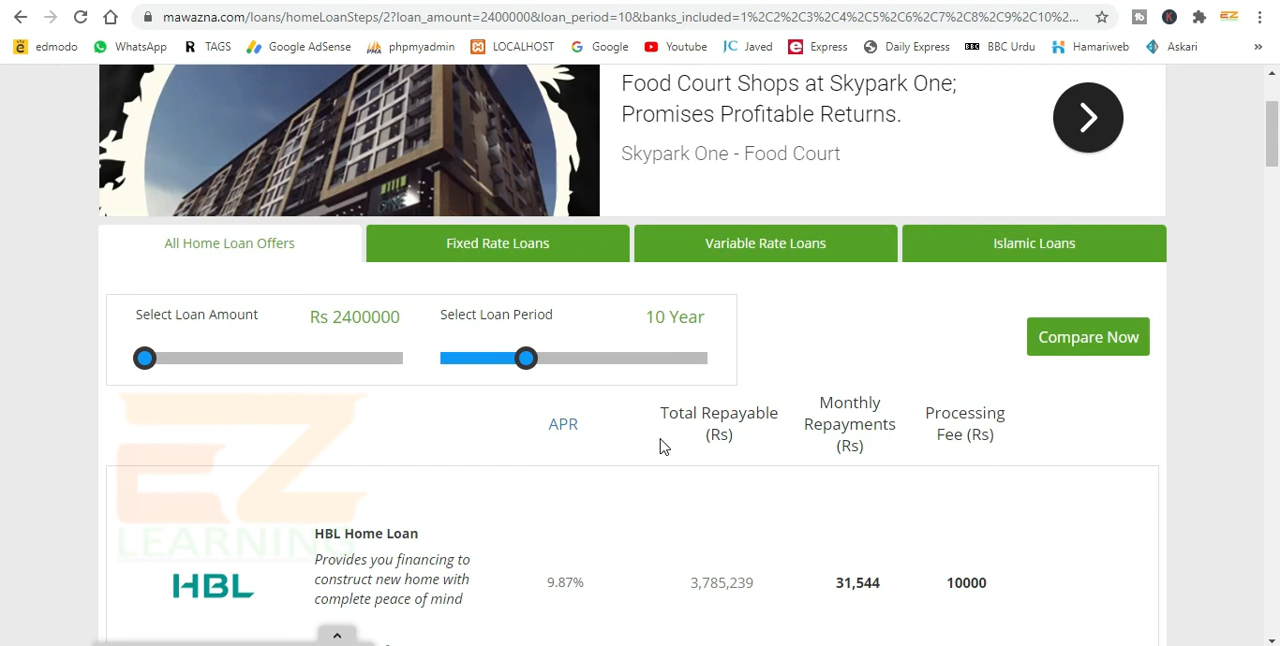 mawazna.com/loans/homeLoanSteps/2?loan_amount=2400000&loan_period=10&banks_included=1%2C2%2C3%2C4%2C5%2C6%2C7%2C8%2C9%2C10%2...
edmodo WhatsApp R TAGS Google AdSense phpmyadmin LOCALHOST Google Youtube JC Javed Express Daily Express BBC Urdu Hamariweb Askari »
Food Court Shops at Skypark One;
Promises Profitable Returns.
Skypark One - Food Court
All Home Loan Offers Fixed Rate Loans Variable Rate Loans Islamic Loans
Select Loan Amount Rs 2400000 Select Loan Period 10 Year
Compare Now
APR Total Repayable (Rs) Monthly Repayments (Rs) Processing Fee (Rs)
EZ
LEARNING
HBL Home Loan
Provides you financing to
construct new home with
complete peace of mind
HBL 9.87% 3,785,239 31,544 10000